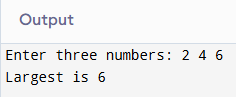 Output
Enter three numbers: 2 4 6
Largest is 6